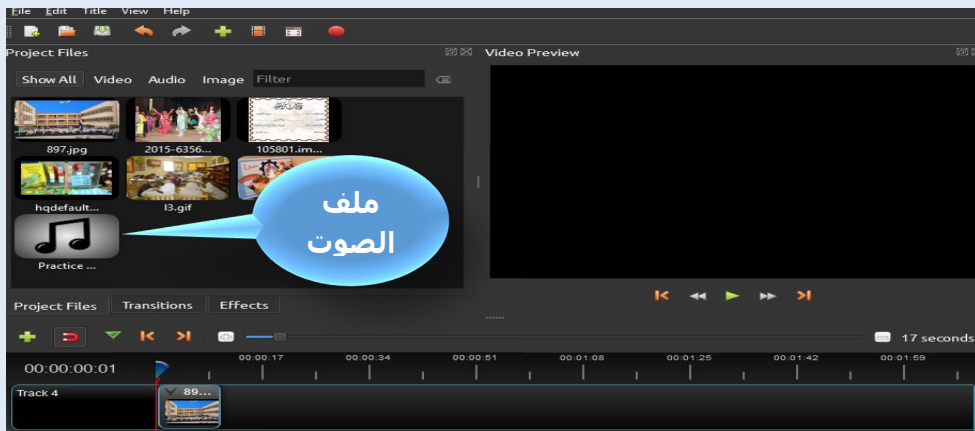 File Edit Title View Help
Project Files
Video Preview
Show All Video Audio Image Filter
897.jpg 2015-6356... 105801.im...
hqdefault... l3.gif
ملف
الصوت
Practice ...
Project Files Transitions Effects
17 seconds
00:00:17 00:00:34 00:00:51 00:01:08 00:01:25 00:01:42 00:01:59
00:00:00:01
Track 4
89...